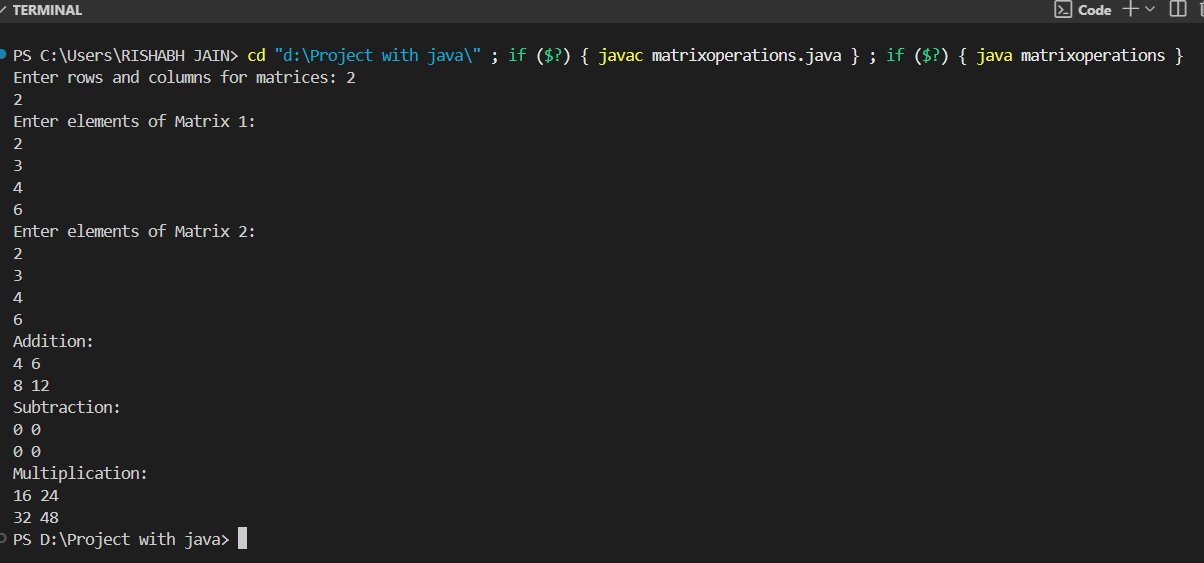 TERMINAL
Code
PS C:\Users\RISHABH JAIN> cd "d:\Project with java\" ; if ($?) { javac matrixoperations.java } ; if ($?) { java matrixoperations }
Enter rows and columns for matrices: 2
2
Enter elements of Matrix 1:
2
3
4
6
Enter elements of Matrix 2:
2
3
4
6
Addition:
4 6
8 12
Subtraction:
0 0
0 0
Multiplication:
16 24
32 48
PS D:\Project with java>